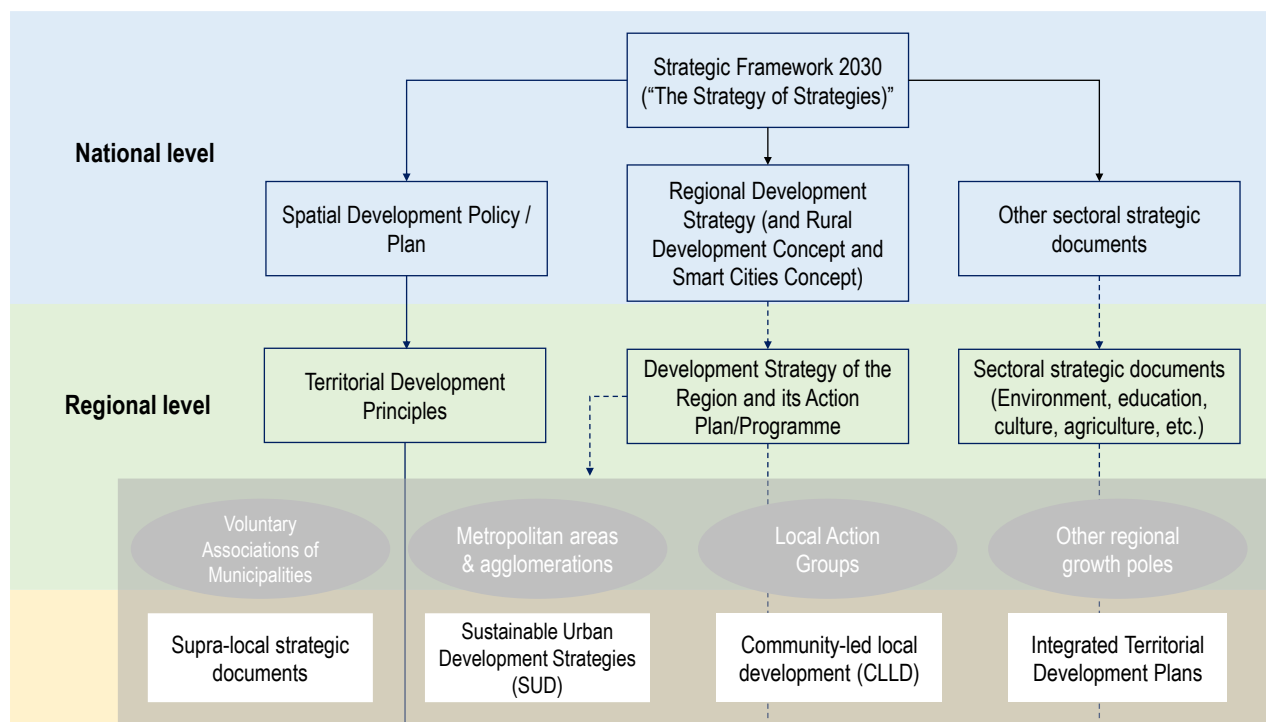 Strategic Framework 2030
(“The Strategy of Strategies)”
National level
Spatial Development Policy /
Plan
Regional Development
Strategy (and Rural
Development Concept and
Smart Cities Concept)
Other sectoral strategic
documents
Regional level
Territorial Development
Principles
Development Strategy of the
Region and its Action
Plan/Programme
Sectoral strategic documents
(Environment, education,
culture, agriculture, etc.)
Voluntary
Associations of
Municipalities
Metropolitan areas
& agglomerations
Local Action
Groups
Other regional
growth poles
Supra-local strategic
documents
Sustainable Urban
Development Strategies
(SUD)
Community-led local
development (CLLD)
Integrated Territorial
Development Plans